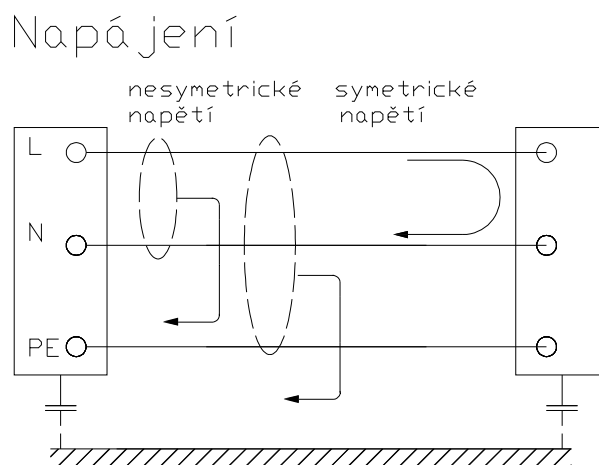 Napájení
nesymetrické
napětí
symetrické
napětí
L
N
PE